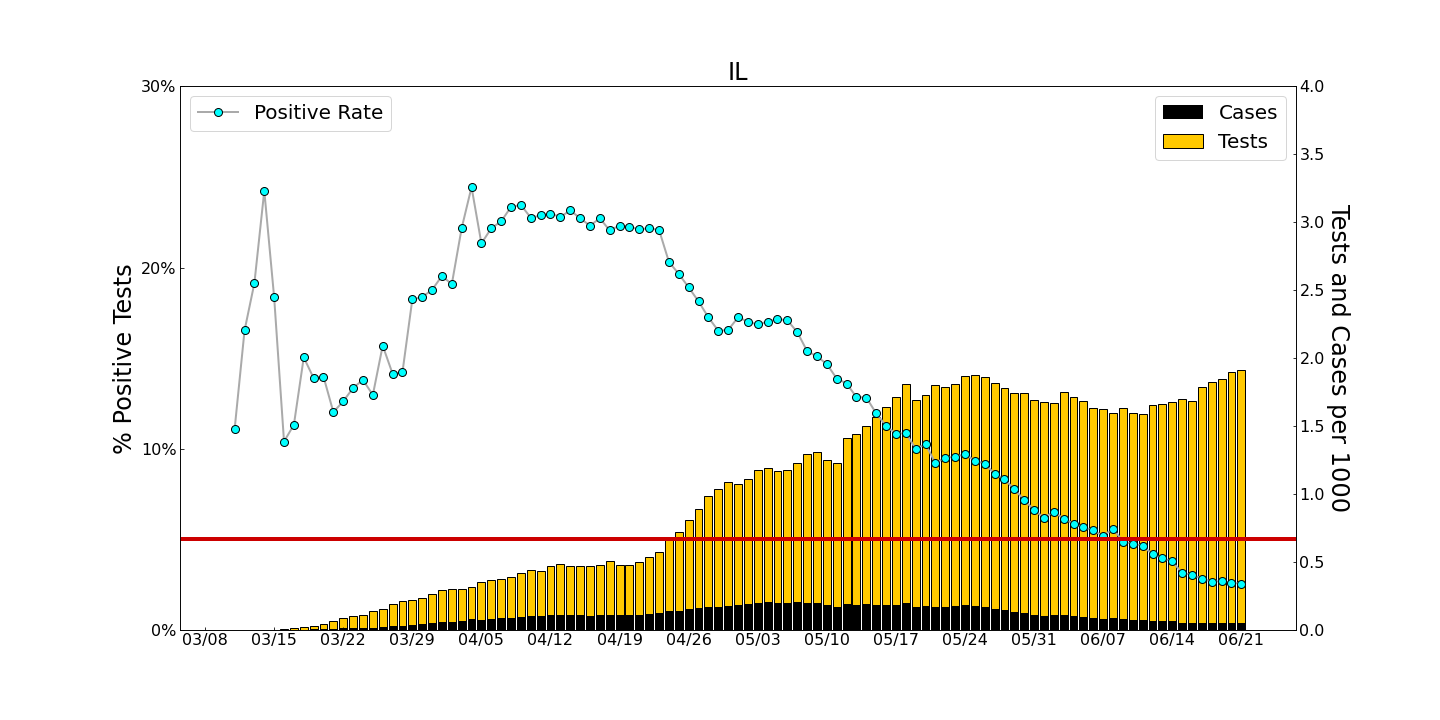 IL
30%
20%
10%
0%
% Positive Tests
Positive Rate
Cases
Tests
4.0
3.5
3.0
2.5
2.0
1.5
1.0
0.5
0.0
Tests and Cases per 1000
03/08 03/15 03/22 03/29 04/05 04/12 04/19 04/26 05/03 05/10 05/17 05/24 05/31 06/07 06/14 06/21